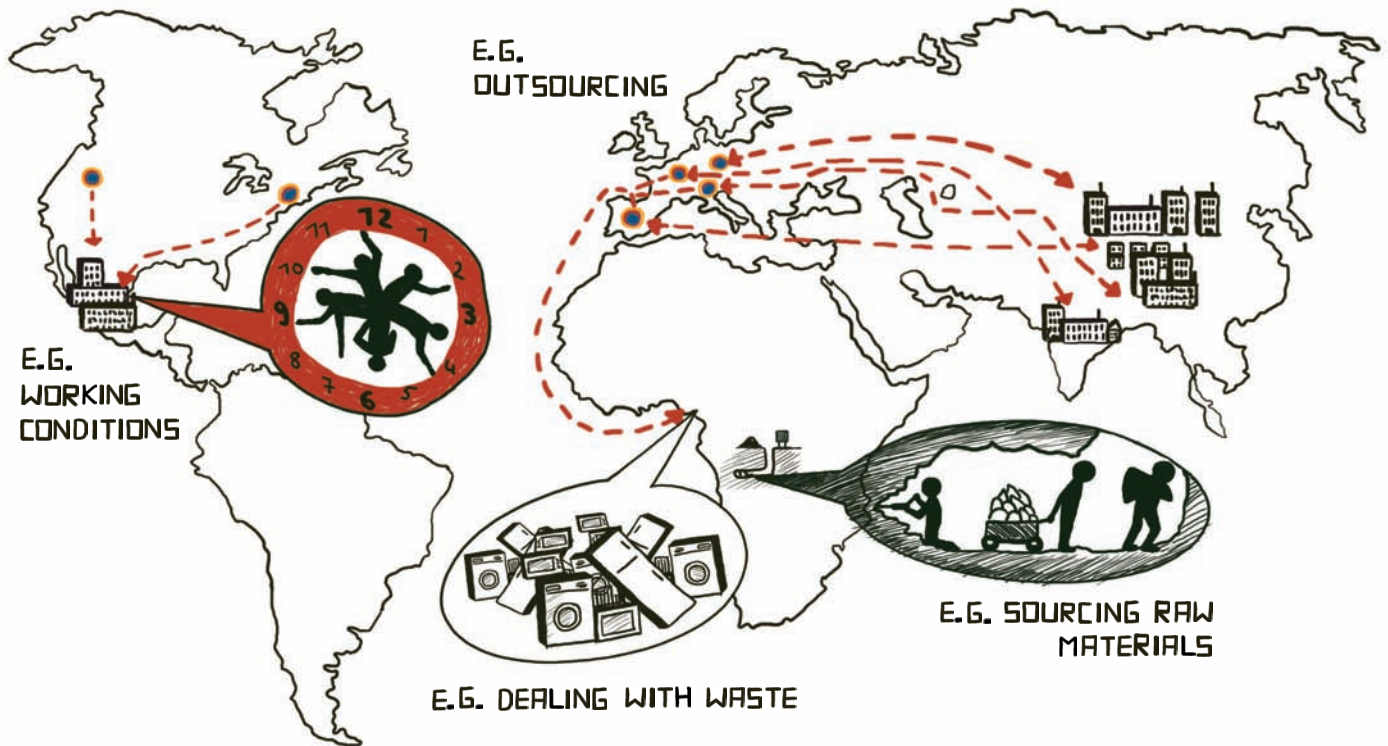 E.G.
OUTSOURCING
12
1
2
3
4
5
6
7
8
9
10
11
E.G.
WORKING
CONDITIONS
E.G. SOURCING RAW
MATERIALS
E.G. DEALING WITH WASTE